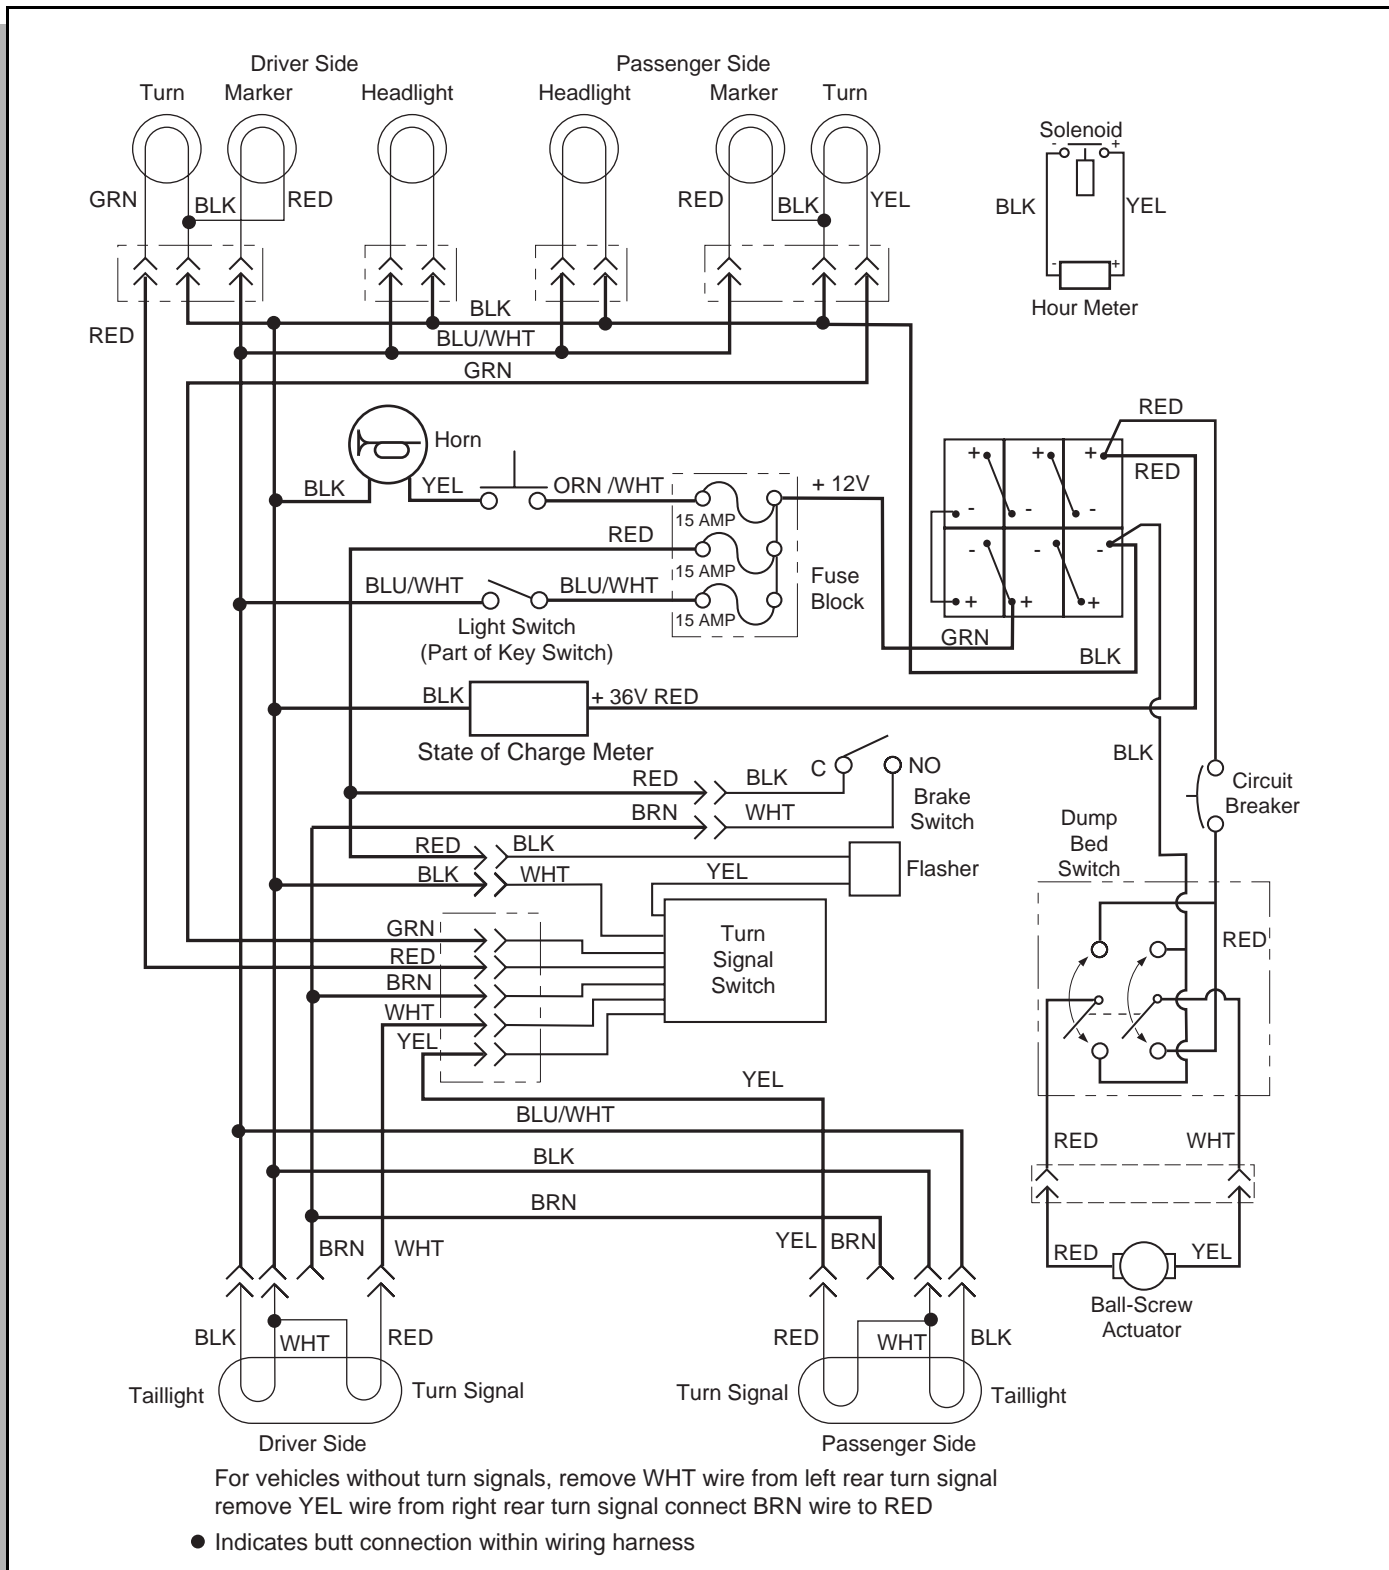 Driver Side
Passenger Side
Turn Marker Headlight Headlight Marker Turn
Solenoid
- +
GRN BLK RED RED BLK YEL
BLK YEL
- +
Hour Meter
RED
BLK
BLU/WHT
GRN
RED
Horn
+ + +
RED
BLK YEL ORN /WHT + 12V
15 AMP
- - -
RED
15 AMP
- - -
BLU/WHT BLU/WHT
Fuse
Block
15 AMP
+ + +
Light Switch
(Part of Key Switch)
GRN
BLK
BLK + 36V RED
State of Charge Meter
BLK
RED BLK C NO
Brake
Switch
BRN WHT
Circuit
Breaker
Dump
Bed
Switch
RED BLK
BLK WHT YEL Flasher
GRN
RED
BRN
WHT
YEL
Turn
Signal
Switch
RED
YEL
BLU/WHT
BLK
BRN
RED WHT
BRN WHT YEL BRN
RED YEL
Ball-Screw
Actuator
BLK WHT RED RED WHT BLK
Taillight Turn Signal Turn Signal Taillight
Driver Side Passenger Side
For vehicles without turn signals, remove WHT wire from left rear turn signal
remove YEL wire from right rear turn signal connect BRN wire to RED
Indicates butt connection within wiring harness